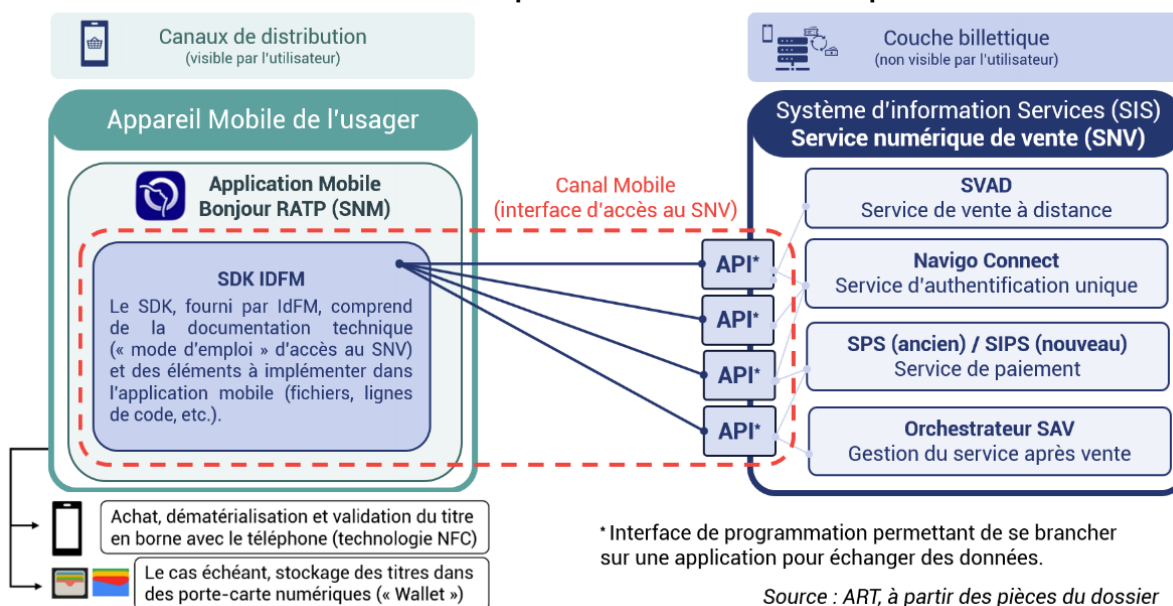 Canaux de distribution
(visible par l'utilisateur)
Couche billettique
(non visible par l'utilisateur)
Appareil Mobile de l'usager
Système d'information Services (SIS)
Service numérique de vente (SNV)
Application Mobile
Bonjour RATP (SNM)
Canal Mobile
(interface d'accès au SNV)
SDK IDFM
Le SDK, fourni par IdFM, comprend
de la documentation technique
(« mode d'emploi » d'accès au SNV)
et des éléments à implémenter dans
l'application mobile (fichiers, lignes
de code, etc.).
API*
API*
API*
API*
SVAD
Service de vente à distance
Navigo Connect
Service d'authentification unique
SPS (ancien) / SIPS (nouveau)
Service de paiement
Orchestrateur SAV
Gestion du service après vente
Achat, dématérialisation et validation du titre
en borne avec le téléphone (technologie NFC)
Le cas échéant, stockage des titres dans
des porte-carte numériques (« Wallet »)
* Interface de programmation permettant de se brancher
sur une application pour échanger des données.
Source : ART, à partir des pièces du dossier